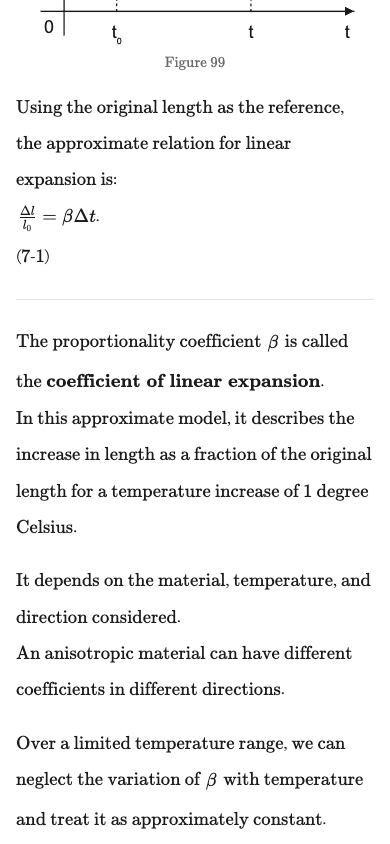 0 t₀ t t
Figure 99
Using the original length as the reference,
the approximate relation for linear
expansion is:
Δl/l₀ = βΔt.
(7-1)
The proportionality coefficient β is called
the coefficient of linear expansion.
In this approximate model, it describes the
increase in length as a fraction of the original
length for a temperature increase of 1 degree
Celsius.
It depends on the material, temperature, and
direction considered.
An anisotropic material can have different
coefficients in different directions.
Over a limited temperature range, we can
neglect the variation of β with temperature
and treat it as approximately constant.